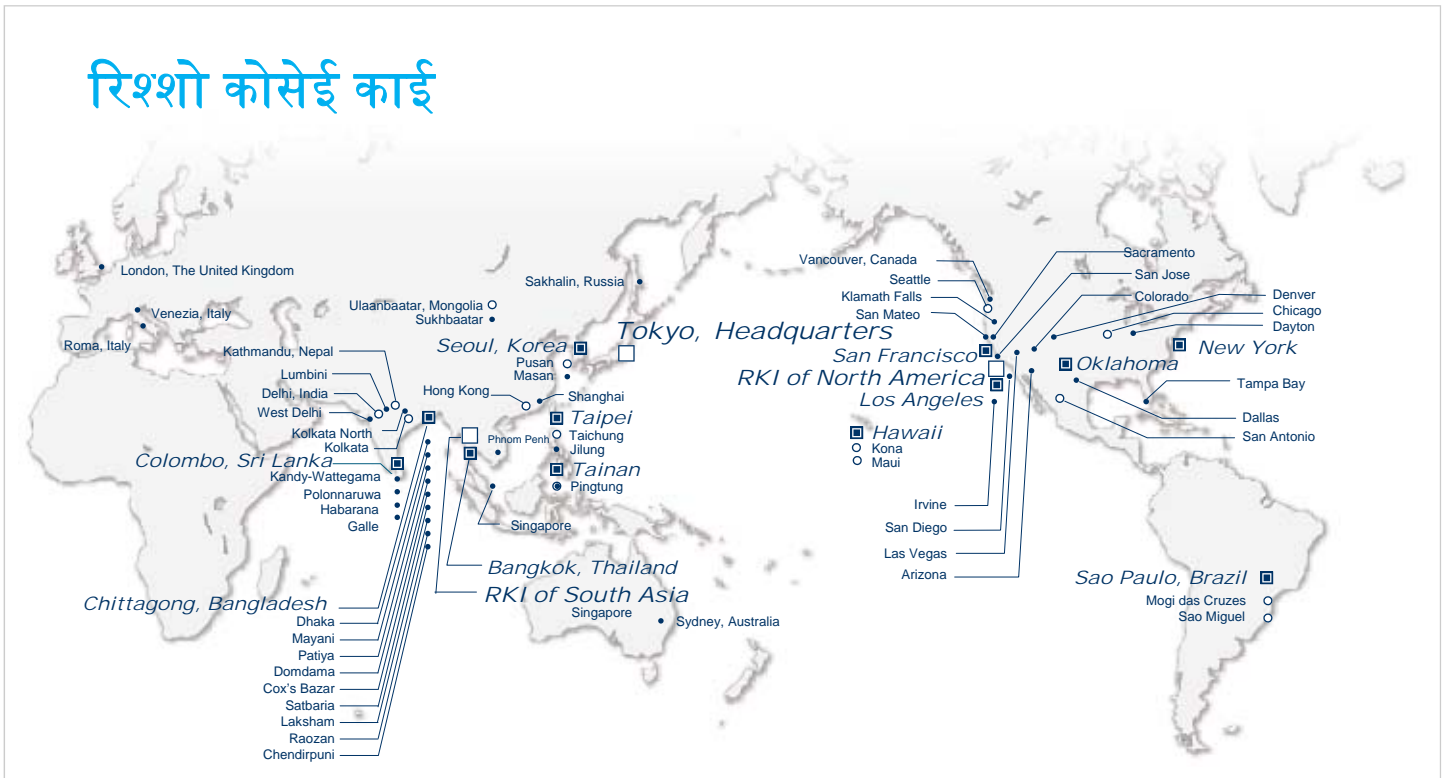 रिश्शो कोसेई काई
London, The United Kingdom
Venezia, Italy
Roma, Italy
Ulaanbaatar, Mongolia
Sukhbaatar
Sakhalin, Russia
Tokyo, Headquarters
Seoul, Korea
Pusan
Masan
Kathmandu, Nepal
Lumbini
Delhi, India
West Delhi
Kolkata North
Kolkata
Hong Kong
Shanghai
Taipei
Taichung
Jilung
Tainan
Pingtung
Phnom Penh
Colombo, Sri Lanka
Kandy-Wattegama
Polonnaruwa
Habarana
Galle
Singapore
Bangkok, Thailand
RKI of South Asia
Singapore
Sydney, Australia
Chittagong, Bangladesh
Dhaka
Mayani
Patiya
Domdama
Cox's Bazar
Satbaria
Laksham
Raozan
Chendirpuni
Vancouver, Canada
Seattle
Klamath Falls
San Mateo
San Francisco
RKI of North America
Los Angeles
Hawaii
Kona
Maui
Irvine
San Diego
Las Vegas
Arizona
Sacramento
San Jose
Colorado
Denver
Chicago
Dayton
New York
Oklahoma
Tampa Bay
Dallas
San Antonio
Sao Paulo, Brazil
Mogi das Cruzes
Sao Miguel